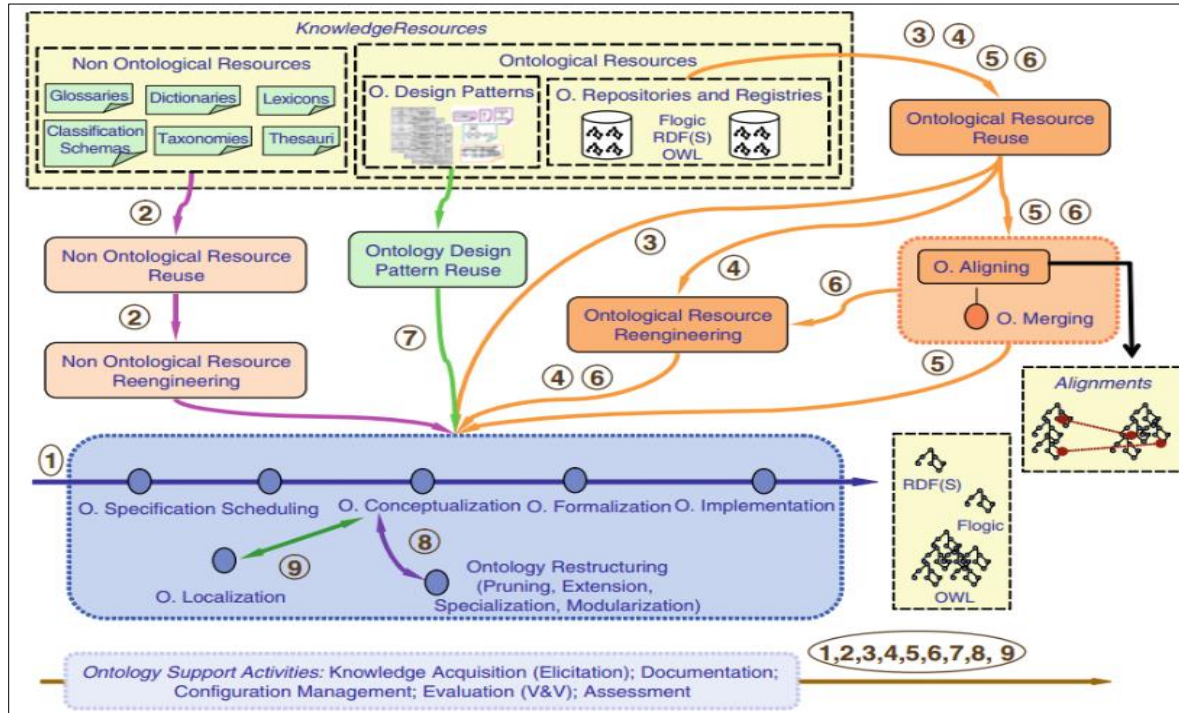 KnowledgeResources
Non Ontological Resources
Glossaries
Dictionaries
Lexicons
Classification
Schemas
Taxonomies
Thesauri
Ontological Resources
O. Design Patterns
O. Repositories and Registries
Flogic
RDF(S)
OWL
3 4
5 6
Ontological Resource
Reuse
2
Non Ontological Resource
Reuse
2
Non Ontological Resource
Reengineering
Ontology Design
Pattern Reuse
7
3
4
5 6
O. Aligning
O. Merging
6
Ontological Resource
Reengineering
4 6
5
Alignments
1
O. Specification Scheduling
O. Conceptualization
O. Formalization
O. Implementation
9
8
O. Localization
Ontology Restructuring
(Pruning, Extension,
Specialization, Modularization)
RDF(S)
Flogic
OWL
1,2,3,4,5,6,7,8, 9
Ontology Support Activities: Knowledge Acquisition (Elicitation); Documentation;
Configuration Management; Evaluation (V&V); Assessment